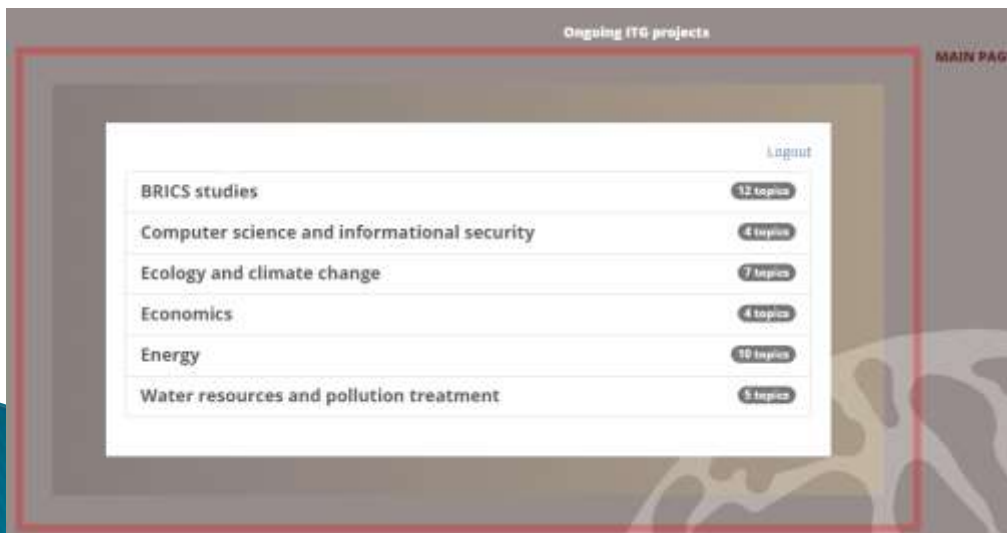 Ongoing ITG projects
MAIN PAG
Logout
BRICS studies 12 topics
Computer science and informational security 4 topics
Ecology and climate change 7 topics
Economics 4 topics
Energy 10 topics
Water resources and pollution treatment 5 topics